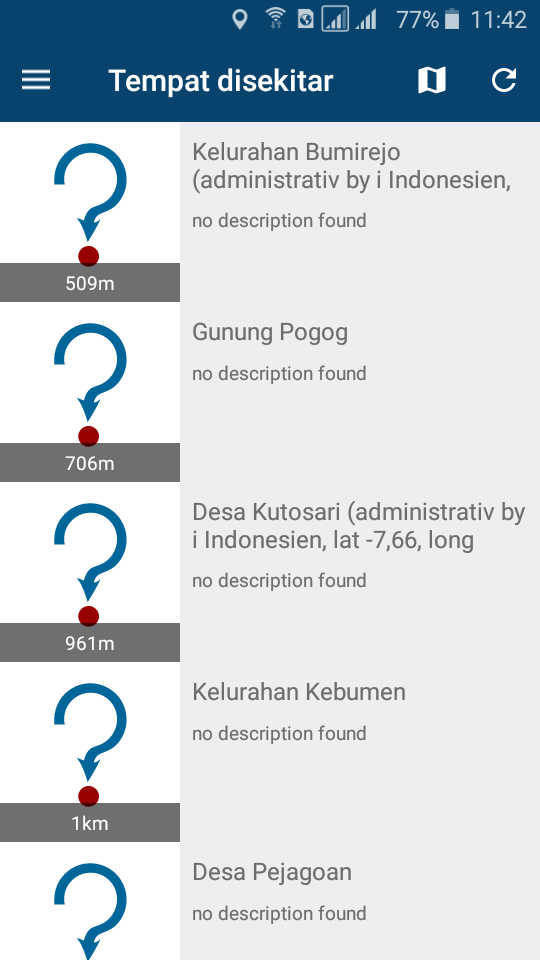 77% 11:42
Tempat disekitar
Kelurahan Bumirejo
(administrativ by i Indonesien,
no description found
509m
Gunung Pogog
no description found
706m
Desa Kutosari (administrativ by
i Indonesien, lat -7,66, long
no description found
961m
Kelurahan Kebumen
no description found
1km
Desa Pejagoan
no description found